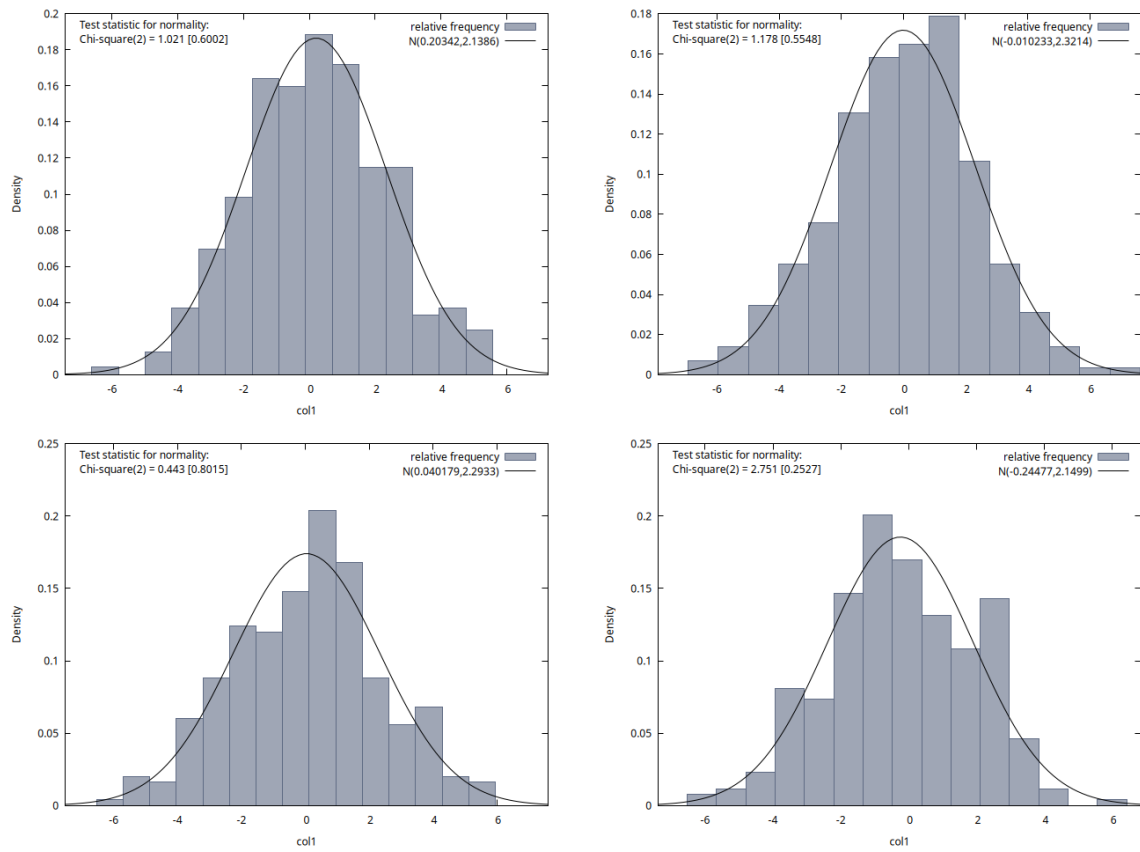 Test statistic for normality:
Chi-square(2) = 1.021 [0.6002]
relative frequency
N(0.20342,2.1386)
0.2
0.18
0.16
0.14
0.12
0.1
0.08
0.06
0.04
0.02
0
Density
-6 -4 -2 0 2 4 6
col1
Test statistic for normality:
Chi-square(2) = 1.178 [0.5548]
relative frequency
N(-0.010233,2.3214)
0.18
0.16
0.14
0.12
0.1
0.08
0.06
0.04
0.02
0
Density
-6 -4 -2 0 2 4 6
col1
Test statistic for normality:
Chi-square(2) = 0.443 [0.8015]
relative frequency
N(0.040179,2.2933)
0.25
0.2
0.15
0.1
0.05
0
Density
-6 -4 -2 0 2 4 6
col1
Test statistic for normality:
Chi-square(2) = 2.751 [0.2527]
relative frequency
N(-0.24477,2.1499)
0.25
0.2
0.15
0.1
0.05
0
Density
-6 -4 -2 0 2 4 6
col1